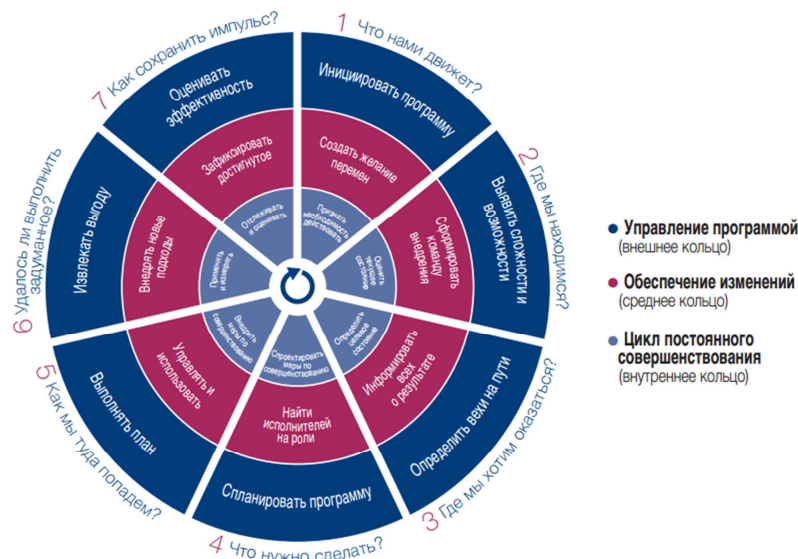 1 Что нами движет?
Инициировать программу
Создать желание
перемен
Признать
необходимость
действовать
2 Где мы находимся?
Выявить сложности и
возможности
Сформировать
команду
внедрения
Оценить
текущее
состояние
3 Где мы хотим оказаться?
Определить вехи на пути
Информировать
всех
о результате
Определить
целевое
состояние
4 Что нужно сделать?
Спланировать программу
Найти
исполнителей
на роли
Спроектировать
меры по
совершенствованию
5 Как мы туда попадем?
Выполнять план
Управлять и
использовать
Внедрить
меры по
совершенствованию
6 Удалось ли выполнить
задуманное?
Извлекать выгоду
Внедрять новые
подходы
Применять
и измерять
7 Как сохранить импульс?
Оценивать
эффективность
Зафиксировать
достигнутое
Отслеживать
и оценивать
Управление программой
(внешнее кольцо)
Обеспечение изменений
(среднее кольцо)
Цикл постоянного
совершенствования
(внутреннее кольцо)